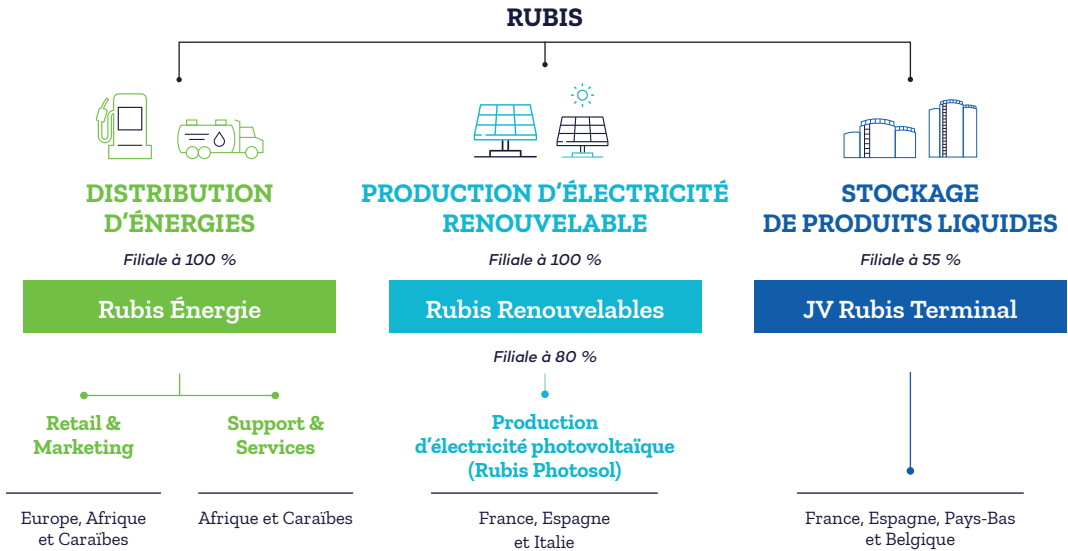 RUBIS
DISTRIBUTION
D’ÉNERGIES
Filiale à 100 %
Rubis Énergie
Retail &
Marketing
Europe, Afrique
et Caraïbes
Support &
Services
Afrique et Caraïbes
PRODUCTION D’ÉLECTRICITÉ
RENOUVELABLE
Filiale à 100 %
Rubis Renouvelables
Filiale à 80 %
Production
d’électricité photovoltaïque
(Rubis Photosol)
France, Espagne
et Italie
STOCKAGE
DE PRODUITS LIQUIDES
Filiale à 55 %
JV Rubis Terminal
France, Espagne, Pays-Bas
et Belgique